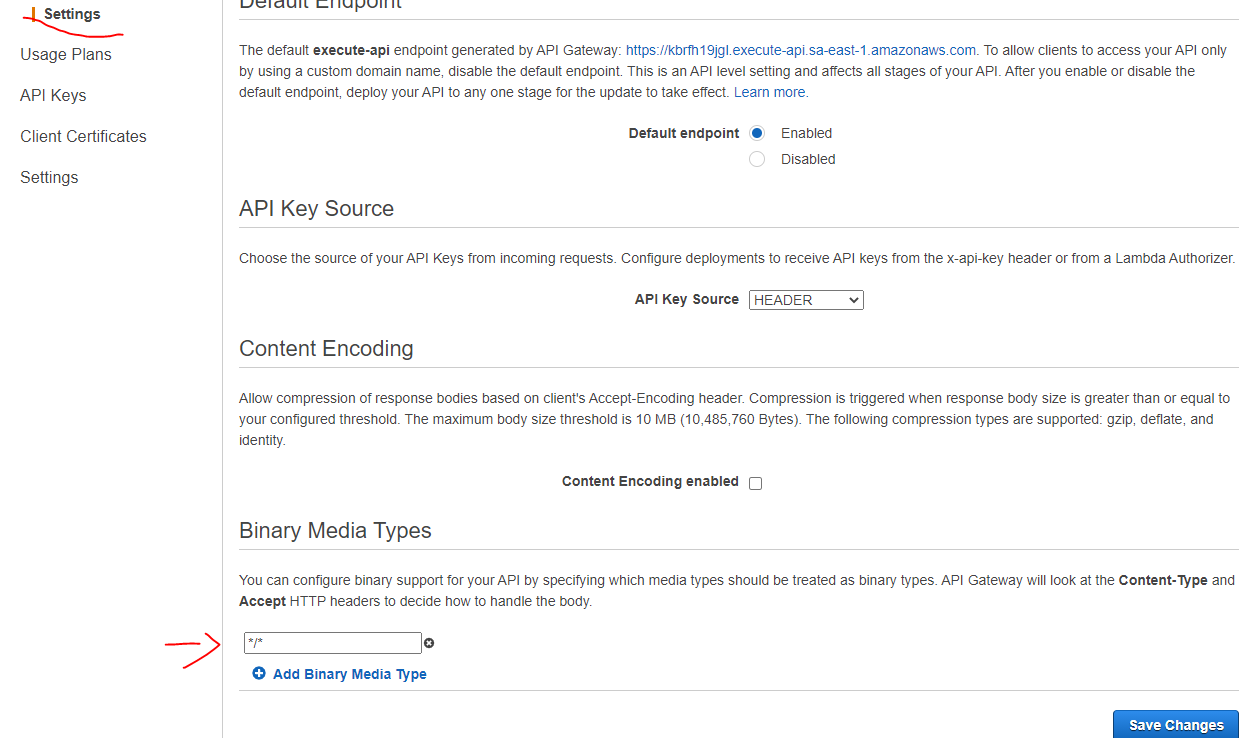 Default Endpoint
Settings
Usage Plans
API Keys
Client Certificates
Settings
The default execute-api endpoint generated by API Gateway: https://kbrfh19jgl.execute-api.sa-east-1.amazonaws.com. To allow clients to access your API only
by using a custom domain name, disable the default endpoint. This is an API level setting and affects all stages of your API. After you enable or disable the
default endpoint, deploy your API to any one stage for the update to take effect. Learn more.
Default endpoint Enabled
Disabled
API Key Source
Choose the source of your API Keys from incoming requests. Configure deployments to receive API keys from the x-api-key header or from a Lambda Authorizer.
API Key Source HEADER
Content Encoding
Allow compression of response bodies based on client's Accept-Encoding header. Compression is triggered when response body size is greater than or equal to
your configured threshold. The maximum body size threshold is 10 MB (10,485,760 Bytes). The following compression types are supported: gzip, deflate, and
identity.
Content Encoding enabled
Binary Media Types
You can configure binary support for your API by specifying which media types should be treated as binary types. API Gateway will look at the Content-Type and
Accept HTTP headers to decide how to handle the body.
*/*
Add Binary Media Type
Save Changes